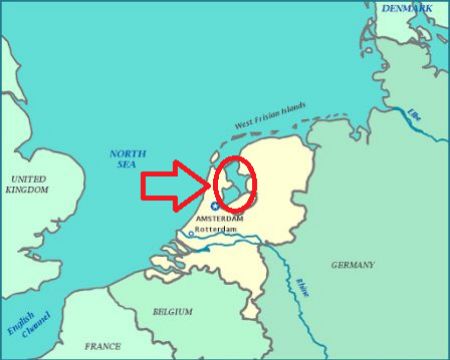 DENMARK
Elbe
West Frisian Islands
NORTH
SEA
UNITED
KINGDOM
AMSTERDAM
Rotterdam
GERMANY
Rhine
BELGIUM
English
Channel
FRANCE